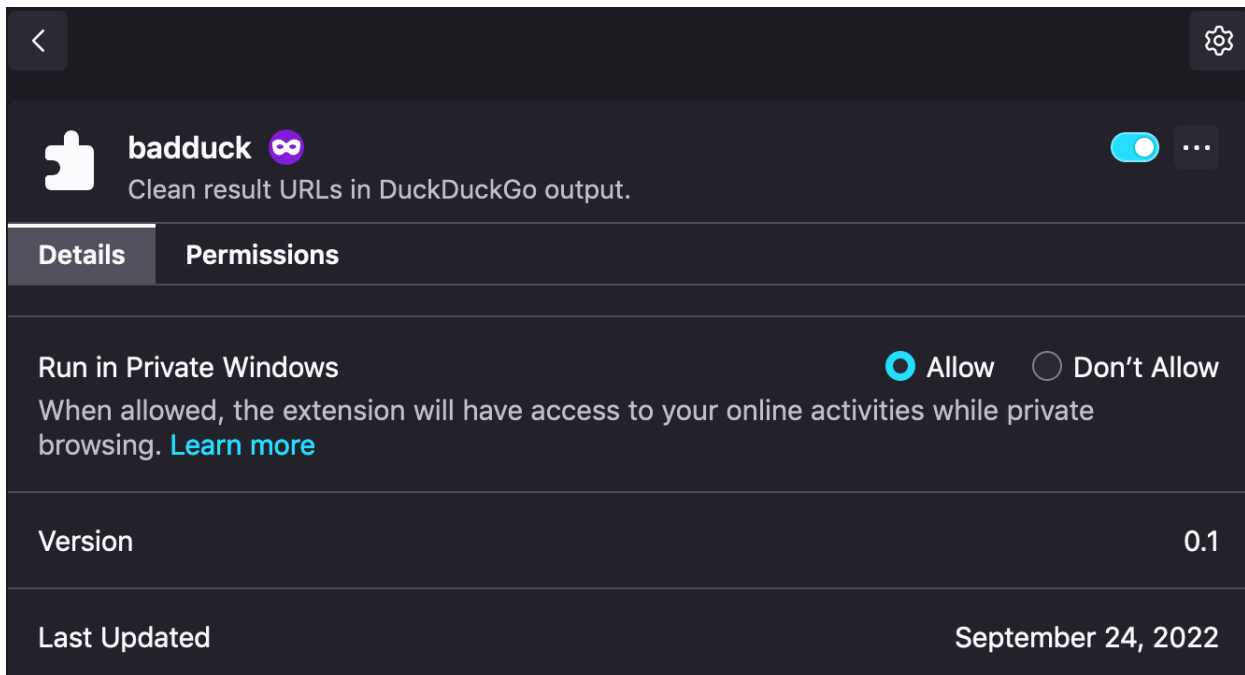 badduck
Clean result URLs in DuckDuckGo output.
Details Permissions
Run in Private Windows Allow Don’t Allow
When allowed, the extension will have access to your online activities while private
browsing. Learn more
Version 0.1
Last Updated September 24, 2022